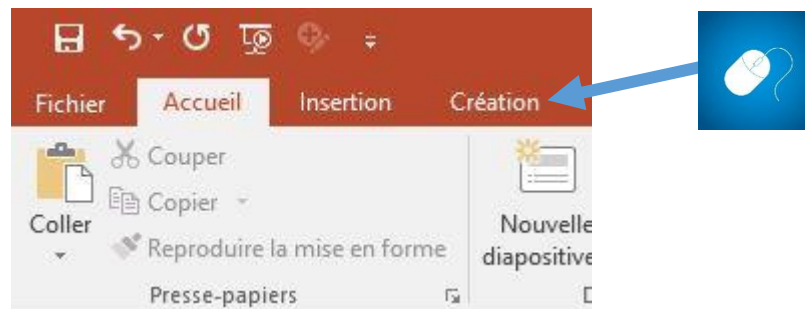 Fichier Accueil Insertion Création
Couper
Copier
Coller
Reproduire la mise en forme
Presse-papiers
Nouvelle
diapositive